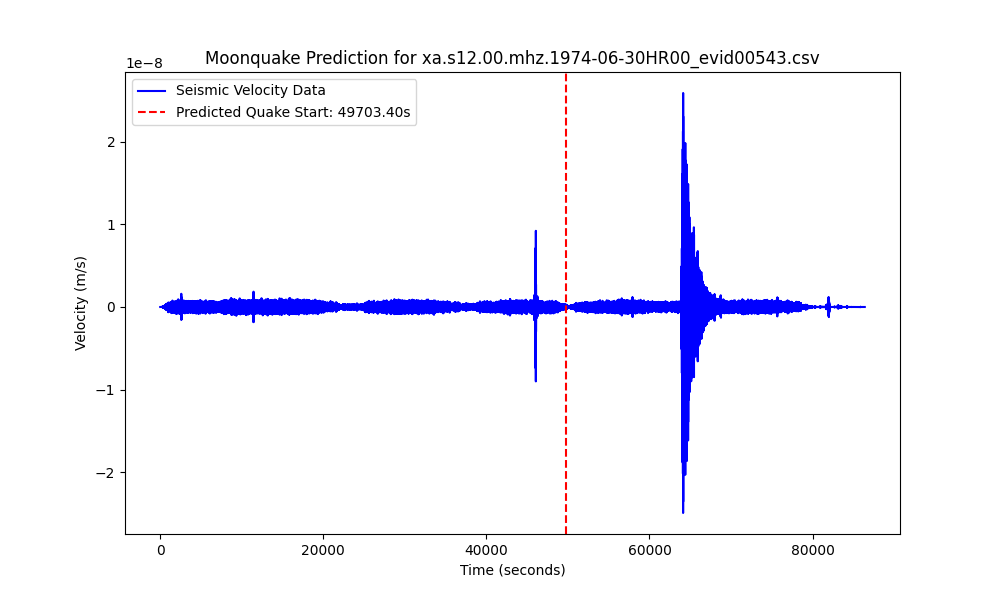 Moonquake Prediction for xa.s12.00.mhz.1974-06-30HR00_evid00543.csv
1e−8
Seismic Velocity Data
Predicted Quake Start: 49703.40s
2
1
0
−1
−2
Velocity (m/s)
0
20000
40000
60000
80000
Time (seconds)